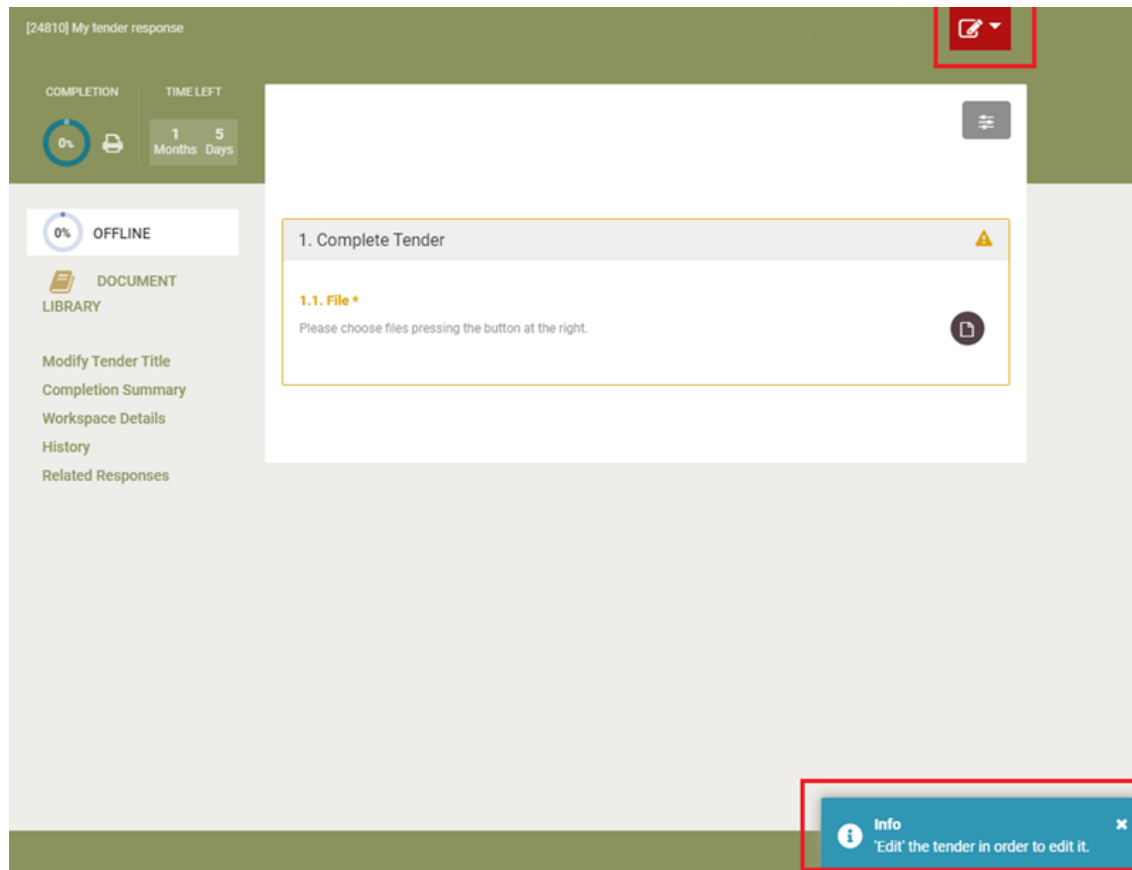 [24810] My tender response
COMPLETION
TIME LEFT
0%
1 5
Months Days
0%
OFFLINE
DOCUMENT
LIBRARY
Modify Tender Title
Completion Summary
Workspace Details
History
Related Responses
1. Complete Tender
1.1. File *
Please choose files pressing the button at the right.
Info
'Edit' the tender in order to edit it.